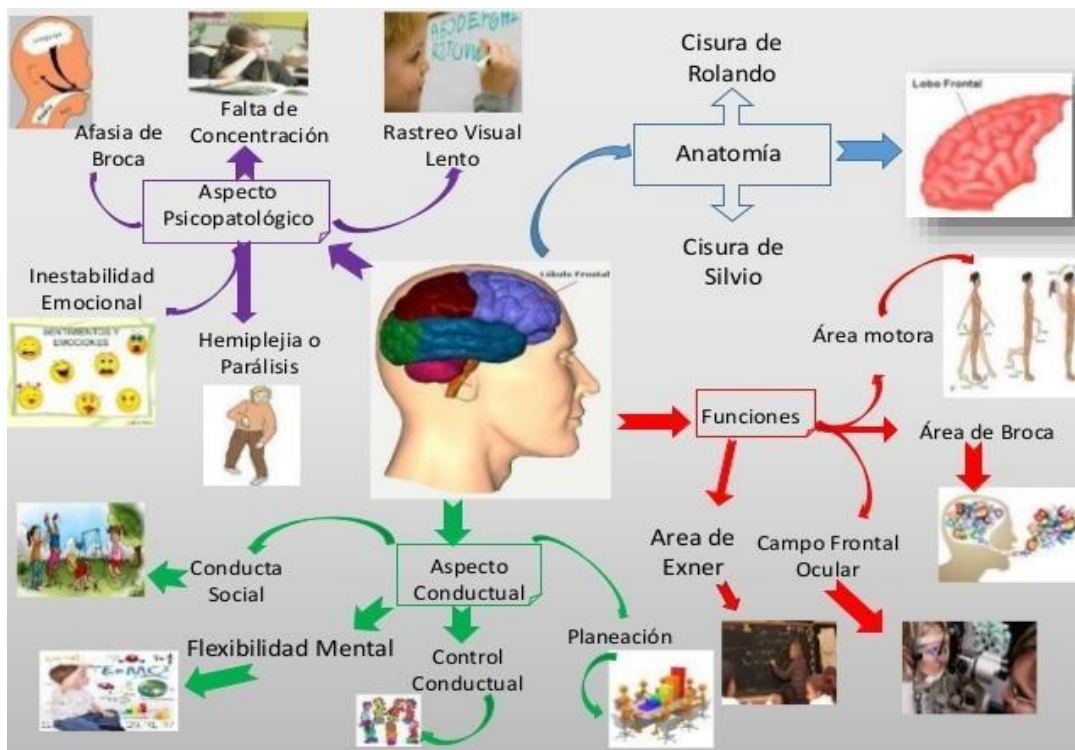 Lenguaje
Afasia de
Broca
Falta de
Concentración
ABJDEFGHI
Rastreo Visual
Lento
Aspecto
Psicopatológico
Inestabilidad
Emocional
SENTIMIENTOS Y
EMOCIONES
Hemiplejia o
Parálisis
Cisura de
Rolando
Anatomía
Cisura de
Silvio
Lobo Frontal
Lóbulo Frontal
Área motora
Funciones
Área de Broca
Area de
Exner
Campo Frontal
Ocular
Aspecto
Conductual
Conducta
Social
Flexibilidad Mental
Control
Conductual
Planeación